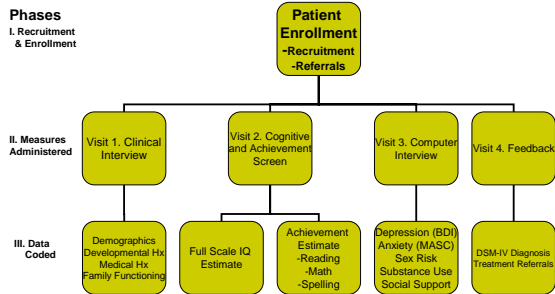 Phases
I. Recruitment
& Enrollment
Patient
Enrollment
-Recruitment
-Referrals
II. Measures
Administered
Visit 1. Clinical
Interview
Visit 2. Cognitive
and Achievement
Screen
Visit 3. Computer
Interview
Visit 4. Feedback
III. Data
Coded
Demographics
Developmental Hx
Medical Hx
Family Functioning
Full Scale IQ
Estimate
Achievement
Estimate
-Reading
-Math
-Spelling
Depression (BDI)
Anxiety (MASC)
Sex Risk
Substance Use
Social Support
DSM-IV Diagnosis
Treatment Referrals